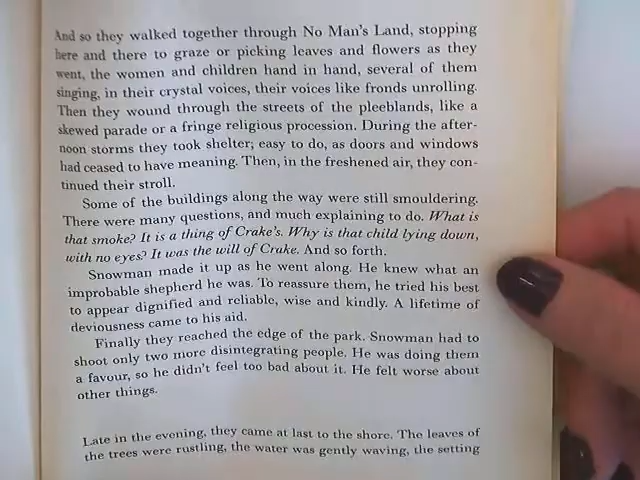 And so they walked together through No Man's Land, stopping
here and there to graze or picking leaves and flowers as they
went, the women and children hand in hand, several of them
singing, in their crystal voices, their voices like fronds unrolling.
Then they wound through the streets of the pleeblands, like a
skewed parade or a fringe religious procession. During the after-
noon storms they took shelter; easy to do, as doors and windows
had ceased to have meaning. Then, in the freshened air, they con-
tinued their stroll.
Some of the buildings along the way were still smouldering.
There were many questions, and much explaining to do. What is
that smoke? It is a thing of Crake's. Why is that child lying down,
with no eyes? It was the will of Crake. And so forth.
Snowman made it up as he went along. He knew what an
improbable shepherd he was. To reassure them, he tried his best
to appear dignified and reliable, wise and kindly. A lifetime of
deviousness came to his aid.
Finally they reached the edge of the park. Snowman had to
shoot only two more disintegrating people. He was doing them
a favour, so he didn't feel too bad about it. He felt worse about
other things.
Late in the evening, they came at last to the shore. The leaves of
the trees were rustling, the water was gently waving, the setting